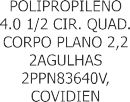 POLIPROPILENO
4.0 1/2 CIR. QUAD.
CORPO PLANO 2,2
2AGULHAS
2PPN83640V,
COVIDIEN